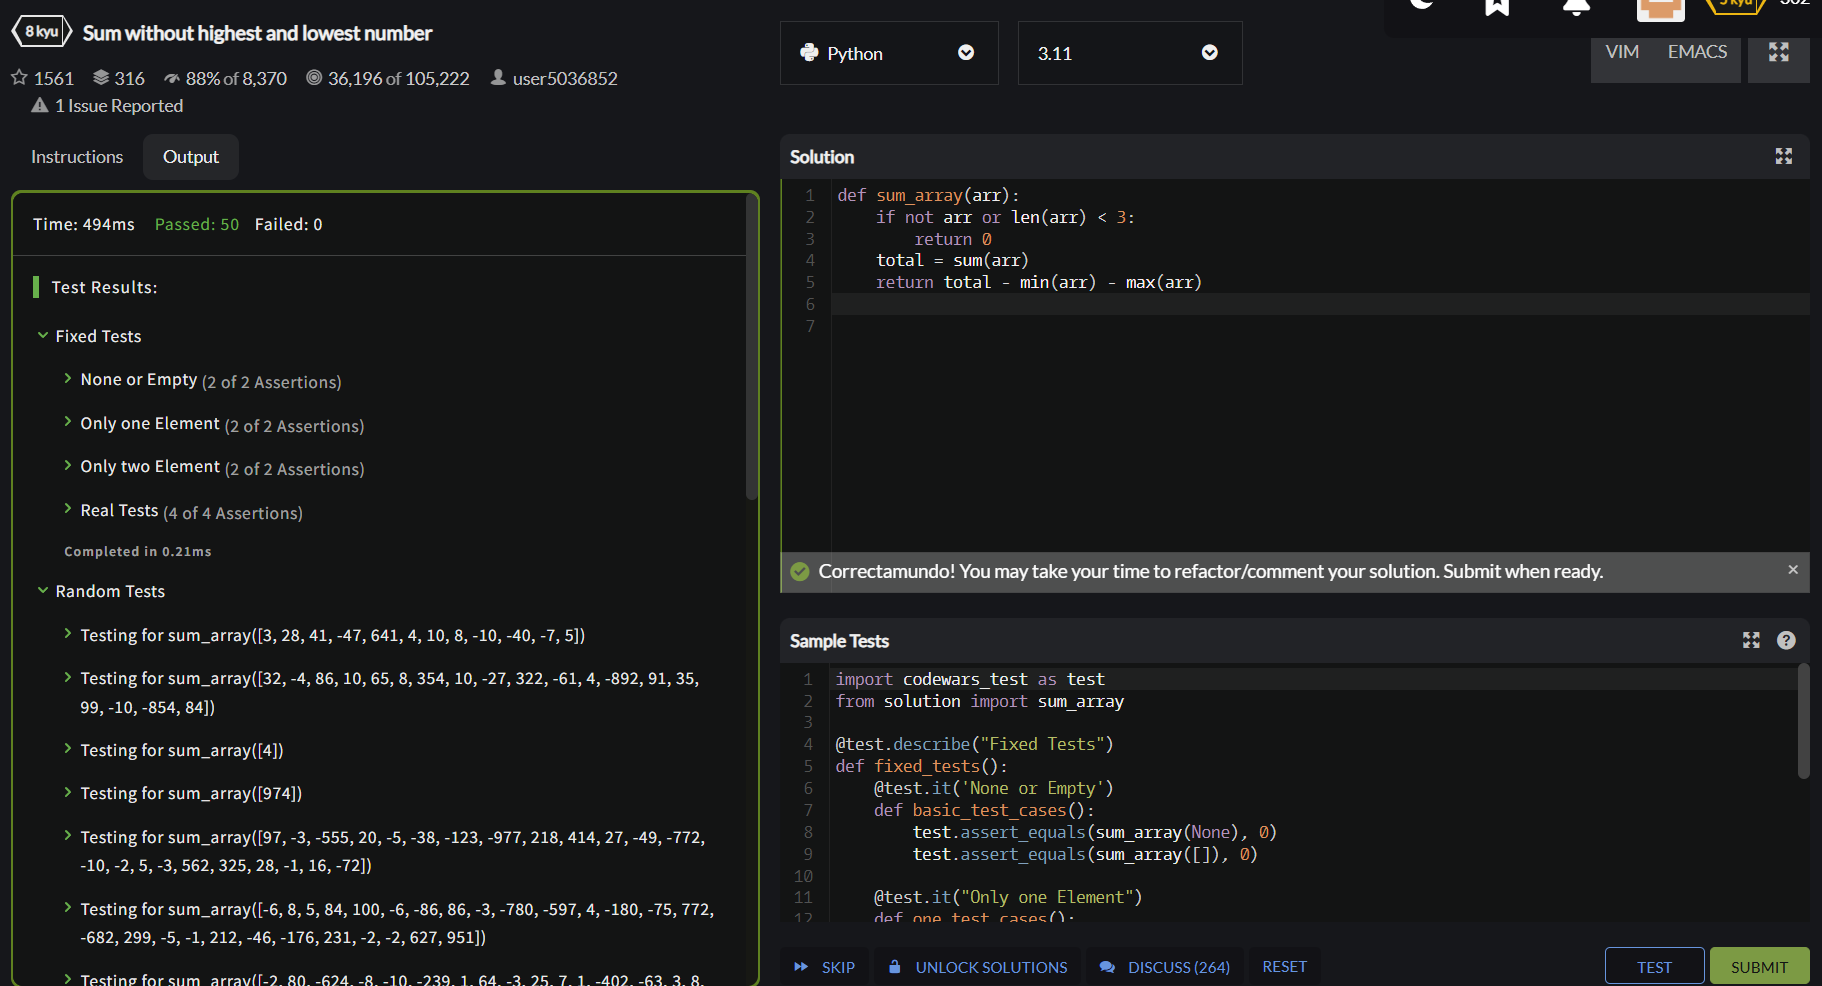 8 kyu Sum without highest and lowest number
1561 316 88% of 8,370 36,196 of 105,222 user5036852
1 Issue Reported
Instructions Output
Time: 494ms Passed: 50 Failed: 0
Test Results:
Fixed Tests
None or Empty (2 of 2 Assertions)
Only one Element (2 of 2 Assertions)
Only two Element (2 of 2 Assertions)
Real Tests (4 of 4 Assertions)
Completed in 0.21ms
Random Tests
Testing for sum_array([3, 28, 41, -47, 641, 4, 10, 8, -10, -40, -7, 5])
Testing for sum_array([32, -4, 86, 10, 65, 8, 354, 10, -27, 322, -61, 4, -892, 91, 35,
99, -10, -854, 84])
Testing for sum_array([4])
Testing for sum_array([974])
Testing for sum_array([97, -3, -555, 20, -5, -38, -123, -977, 218, 414, 27, -49, -772,
-10, -2, 5, -3, 562, 325, 28, -1, 16, -72])
Testing for sum_array([-6, 8, 5, 84, 100, -6, -86, 86, -3, -780, -597, 4, -180, -75, 772,
-682, 299, -5, -1, 212, -46, -176, 231, -2, -2, 627, 951])
Testing for sum_array([-2, 80, -624, -8, -10, -239, 1, 64, -3, 25, 7, 1, -402, -63, 3, 8,
Python 3.11
VIM EMACS
Solution
1 def sum_array(arr):
2 if not arr or len(arr) < 3:
3 return 0
4 total = sum(arr)
5 return total - min(arr) - max(arr)
6
7
Correctamundo! You may take your time to refactor/comment your solution. Submit when ready. ×
Sample Tests
1 import codewars_test as test
2 from solution import sum_array
3
4 @test.describe("Fixed Tests")
5 def fixed_tests():
6 @test.it('None or Empty')
7 def basic_test_cases():
8 test.assert_equals(sum_array(None), 0)
9 test.assert_equals(sum_array([]), 0)
10
11 @test.it("Only one Element")
12 def one_test_cases():
SKIP UNLOCK SOLUTIONS DISCUSS (264) RESET TEST SUBMIT